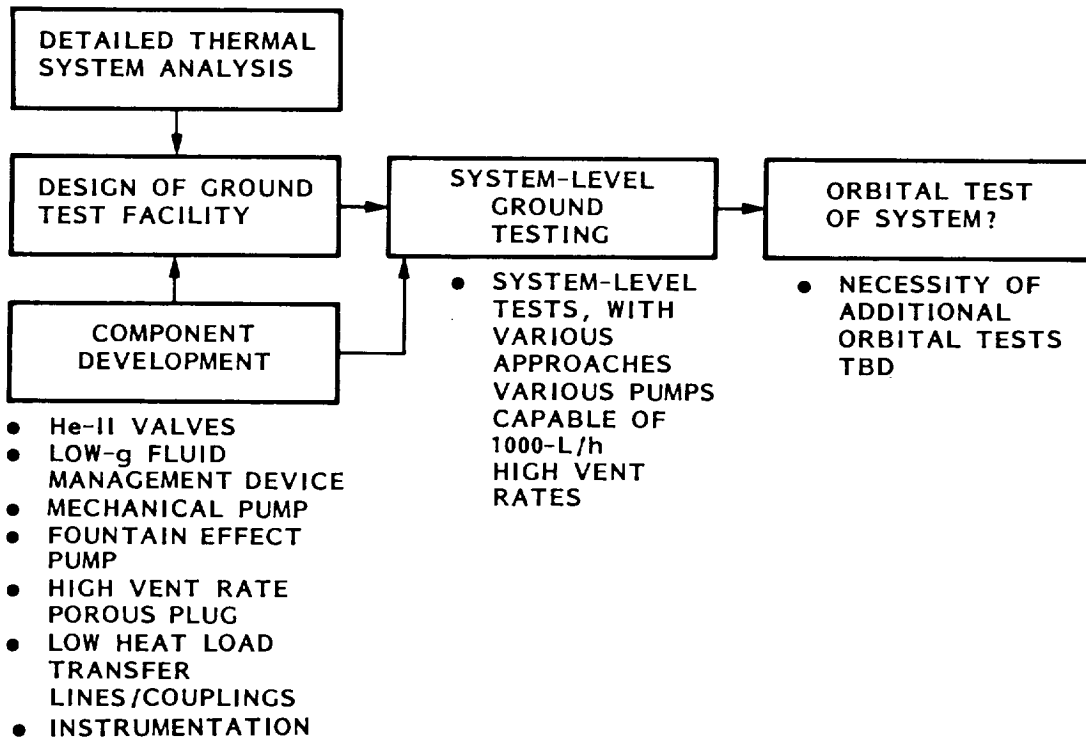 DETAILED THERMAL
SYSTEM ANALYSIS
DESIGN OF GROUND
TEST FACILITY
COMPONENT
DEVELOPMENT
● He-II VALVES
● LOW-g FLUID
MANAGEMENT DEVICE
● MECHANICAL PUMP
● FOUNTAIN EFFECT
PUMP
● HIGH VENT RATE
POROUS PLUG
● LOW HEAT LOAD
TRANSFER
LINES/COUPLINGS
● INSTRUMENTATION
SYSTEM-LEVEL
GROUND
TESTING
● SYSTEM-LEVEL
TESTS, WITH
VARIOUS
APPROACHES
VARIOUS PUMPS
CAPABLE OF
1000-L/h
HIGH VENT
RATES
ORBITAL TEST
OF SYSTEM?
● NECESSITY OF
ADDITIONAL
ORBITAL TESTS
TBD